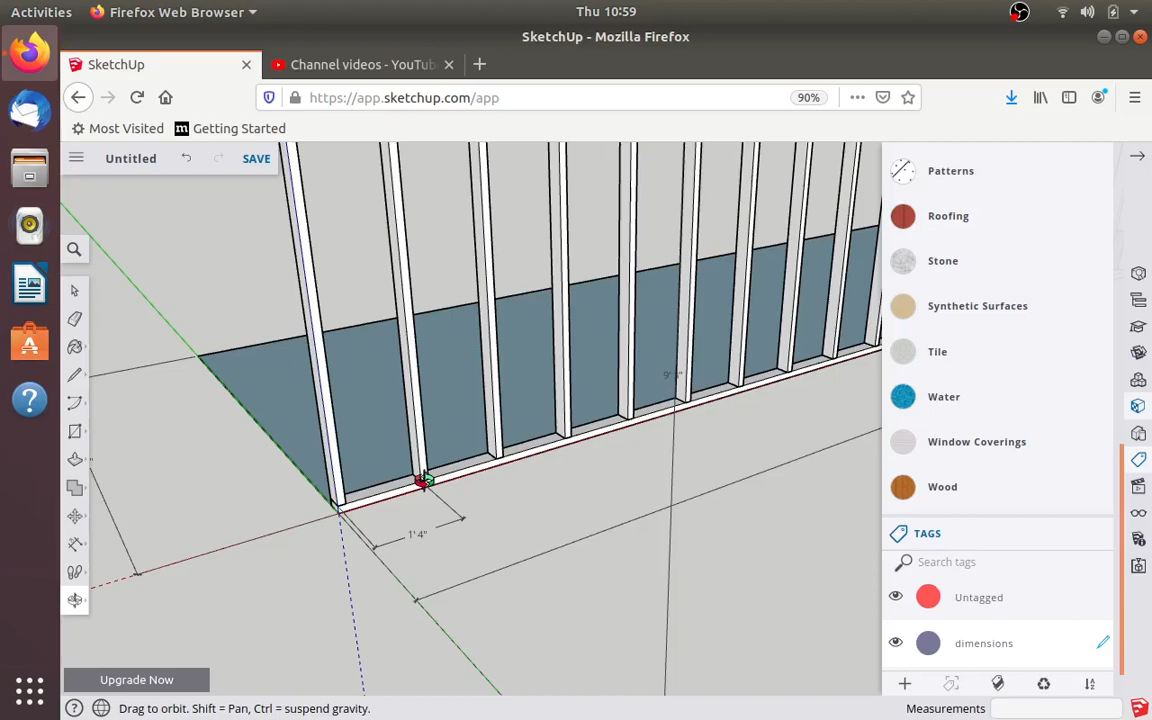 Activities
Firefox Web Browser
Thu 10:59
SketchUp - Mozilla Firefox
SketchUp
Channel videos - YouTub
https://app.sketchup.com/app
90%
Most Visited
Getting Started
Untitled
SAVE
Patterns
Roofing
Stone
Synthetic Surfaces
Tile
Water
Window Coverings
Wood
1' 4"
TAGS
Search tags
Untagged
dimensions
Upgrade Now
Drag to orbit. Shift = Pan, Ctrl = suspend gravity.
Measurements